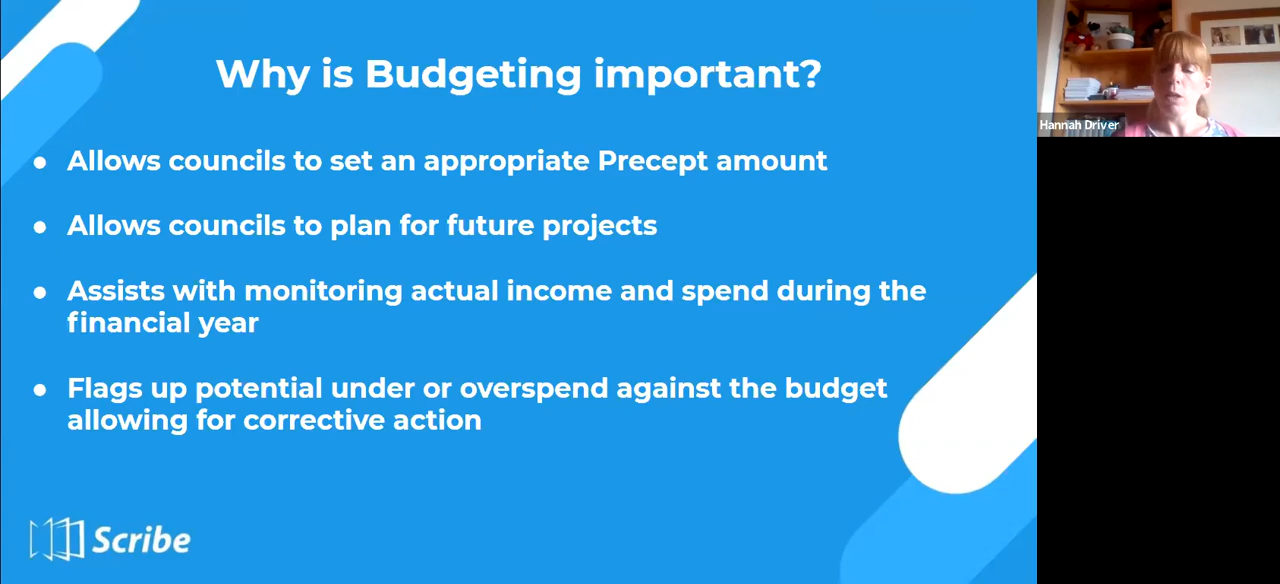 Why is Budgeting important?
● Allows councils to set an appropriate Precept amount
● Allows councils to plan for future projects
● Assists with monitoring actual income and spend during the
financial year
● Flags up potential under or overspend against the budget
allowing for corrective action
Scribe
Hannah Driver